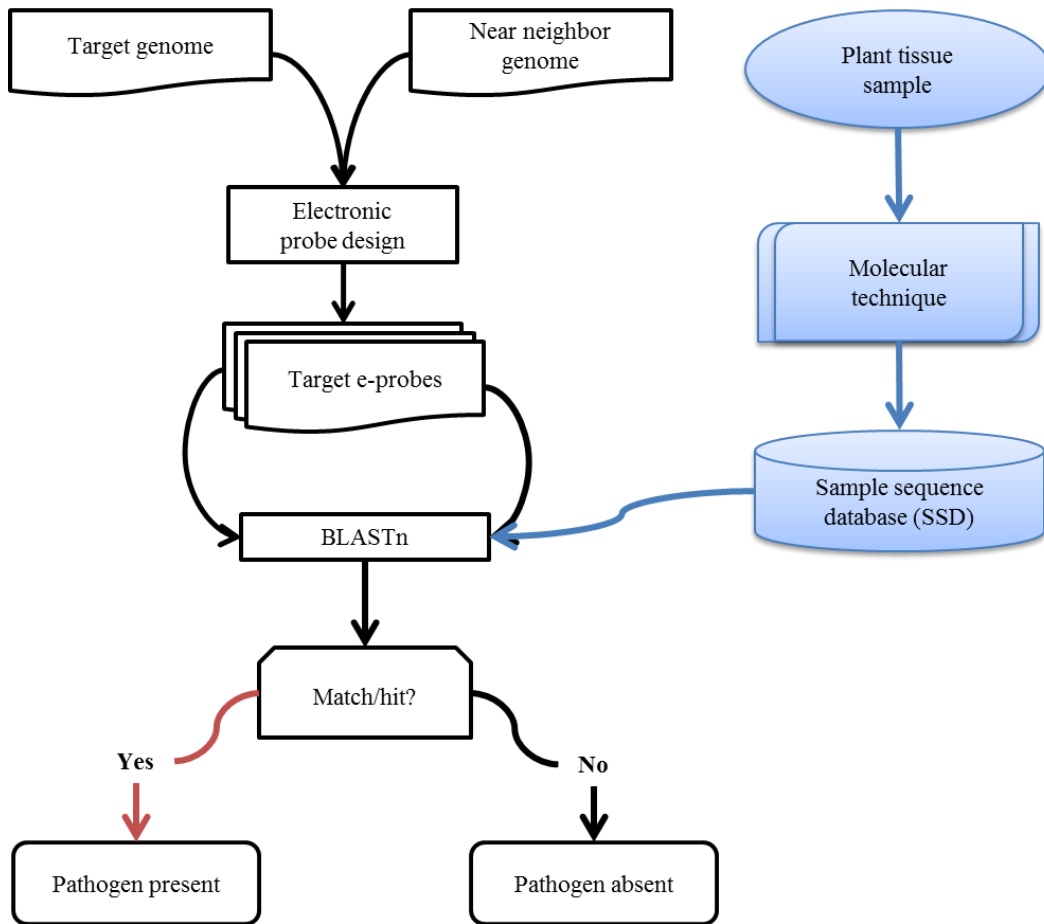 Target genome
Near neighbor
genome
Plant tissue
sample
Electronic
probe design
Molecular
technique
Target e-probes
Sample sequence
database (SSD)
BLASTn
Match/hit?
Yes
No
Pathogen present
Pathogen absent